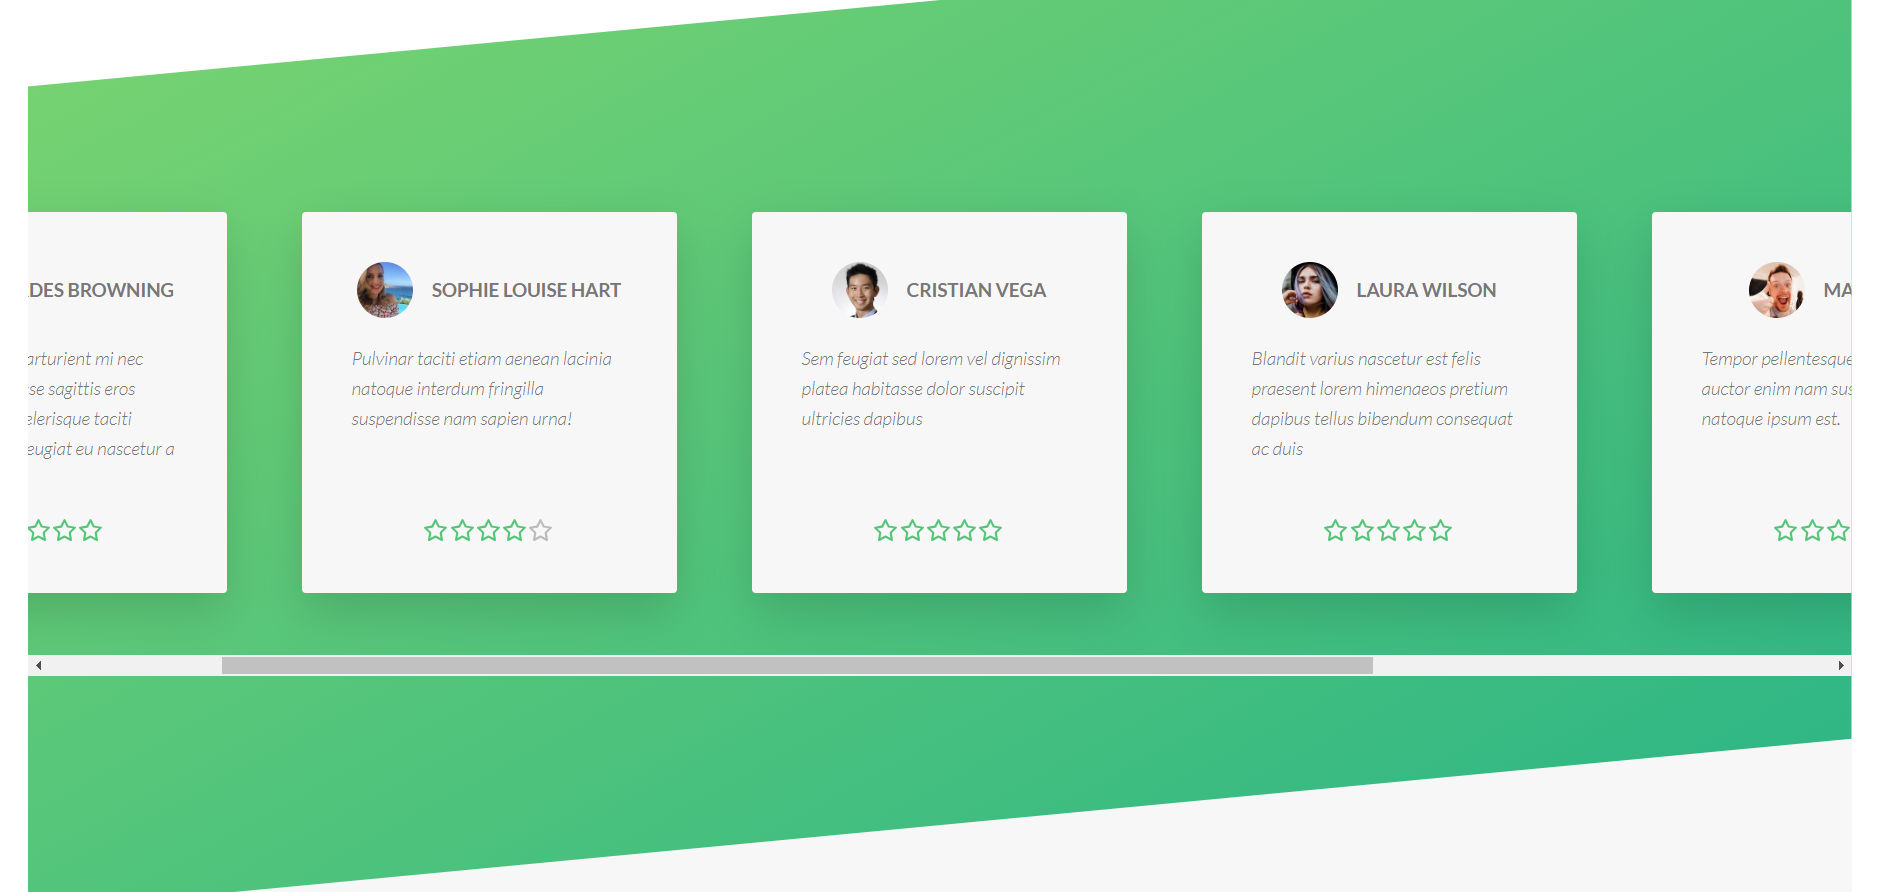 DES BROWNING
arturient mi nec
se sagittis eros
elerisque taciti
eugiat eu nascetur a
SOPHIE LOUISE HART
Pulvinar taciti etiam aenean lacinia
natoque interdum fringilla
suspendisse nam sapien urna!
CRISTIAN VEGA
Sem feugiat sed lorem vel dignissim
platea habitasse dolor suscipit
ultricies dapibus
LAURA WILSON
Blandit varius nascetur est felis
praesent lorem himenaeos pretium
dapibus tellus bibendum consequat
ac duis
MA
Tempor pellentesque
auctor enim nam sus
natoque ipsum est.